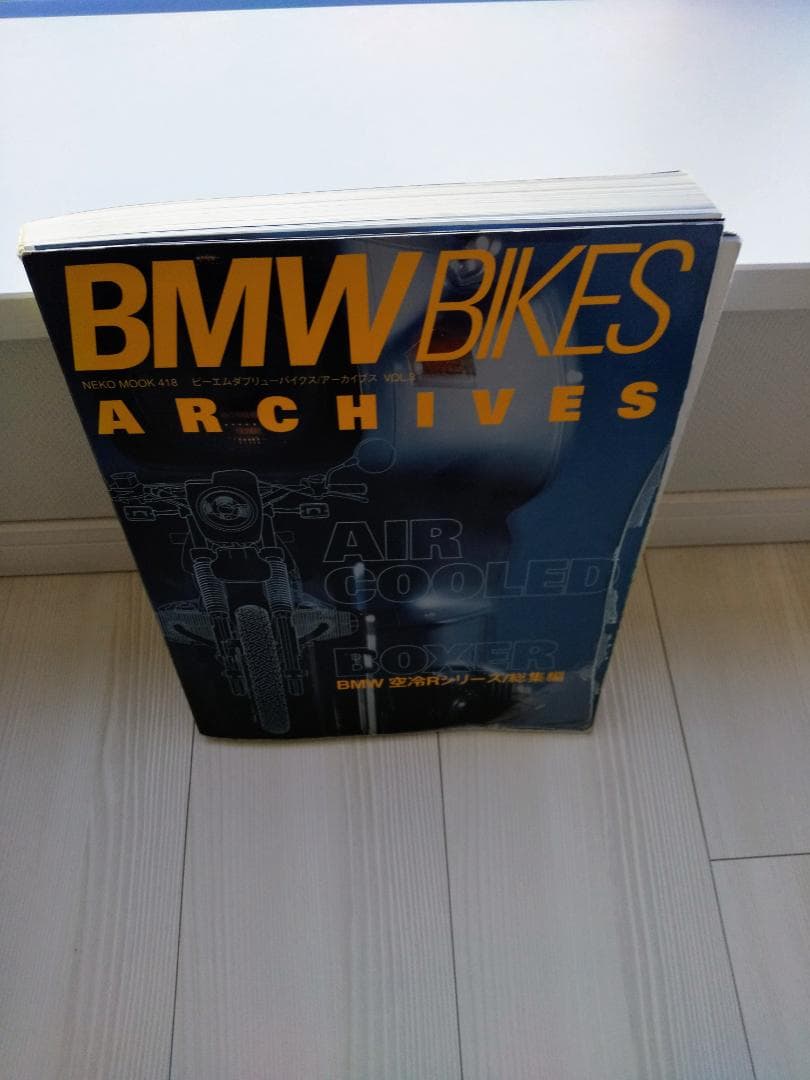 BMW BIKES
NEKO MOOK 418 ビーエムダブリューバイクス/アーカイブス VOL.3
ARCHIVES
AIR
COOLED
BOXER
BMW 空冷Rシリーズ/総集編